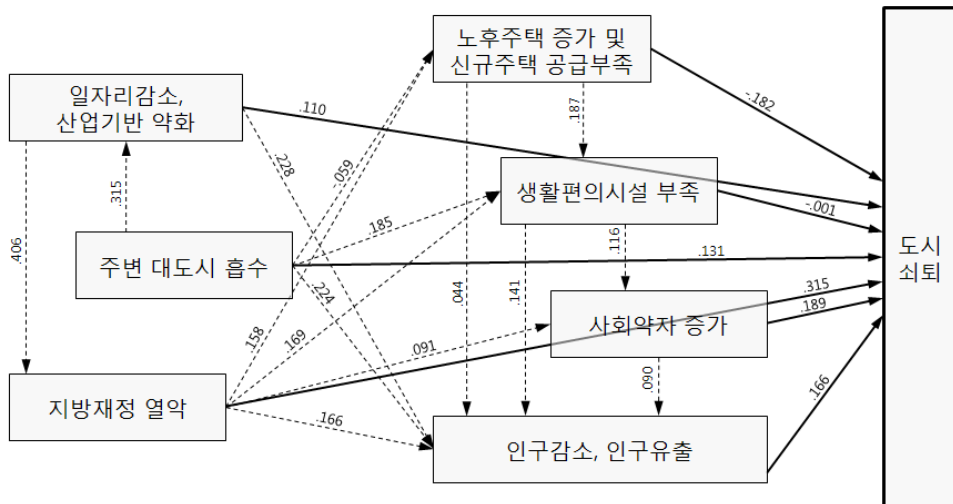 노후주택 증가 및
신규주택 공급부족
일자리감소,
산업기반 약화
.110
-.182
.187
.228
-.059
.315
생활편의시설 부족
-.001
.185
.406
.116
주변 대도시 흡수
.131
도시
쇠퇴
.224
.044
.141
.315
.189
사회약자 증가
.158
.169
.091
.090
지방재정 열악
.166
.166
인구감소, 인구유출